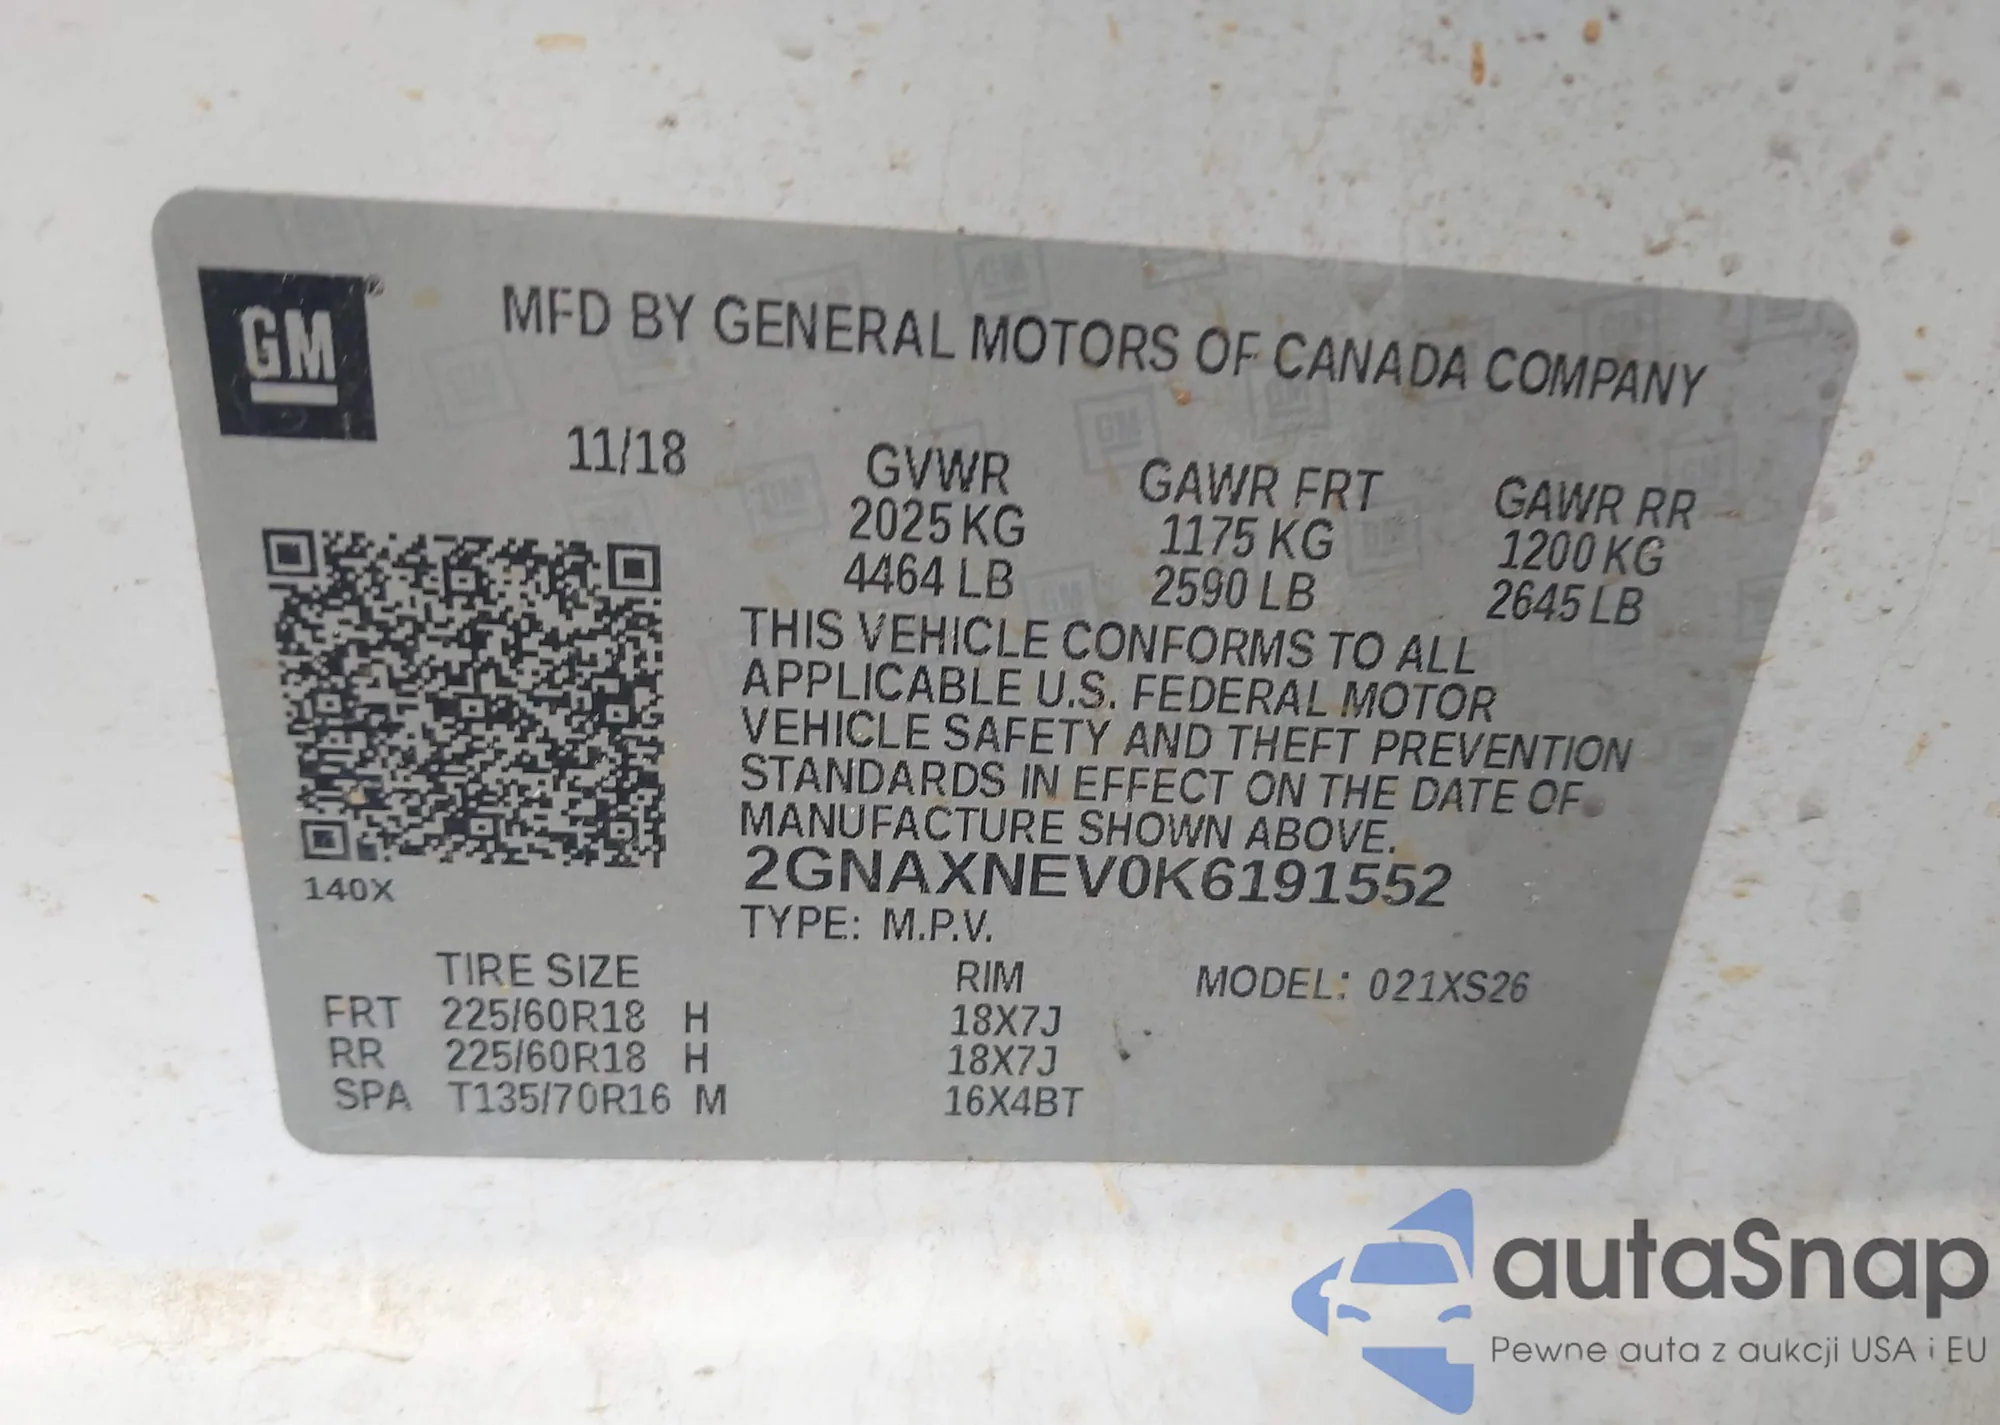 GM
MFD BY GENERAL MOTORS OF CANADA COMPANY
11/18
GVWR GAWR FRT GAWR RR
2025 KG 1175 KG 1200 KG
4464 LB 2590 LB 2645 LB
THIS VEHICLE CONFORMS TO ALL
APPLICABLE U.S. FEDERAL MOTOR
VEHICLE SAFETY AND THEFT PREVENTION
STANDARDS IN EFFECT ON THE DATE OF
MANUFACTURE SHOWN ABOVE.
2GNAXNEV0K6191552
140X
TYPE: M.P.V.
TIRE SIZE RIM MODEL: 021XS26
FRT 225/60R18 H 18X7J
RR 225/60R18 H 18X7J
SPA T135/70R16 M 16X4BT
autaSnap
Pewne auta z aukcji USA i EU